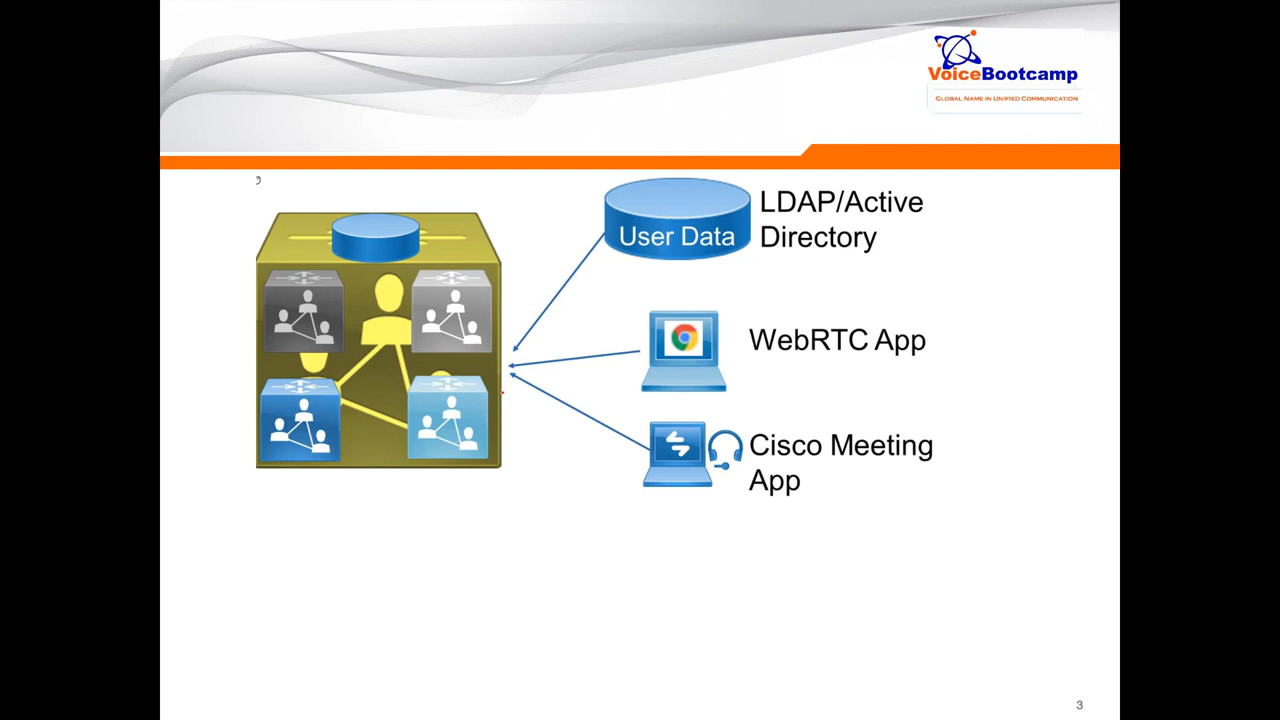 VoiceBootcamp
GLOBAL NAME IN UNIFIED COMMUNICATION
,
User Data
LDAP/Active
Directory
WebRTC App
Cisco Meeting
App
3